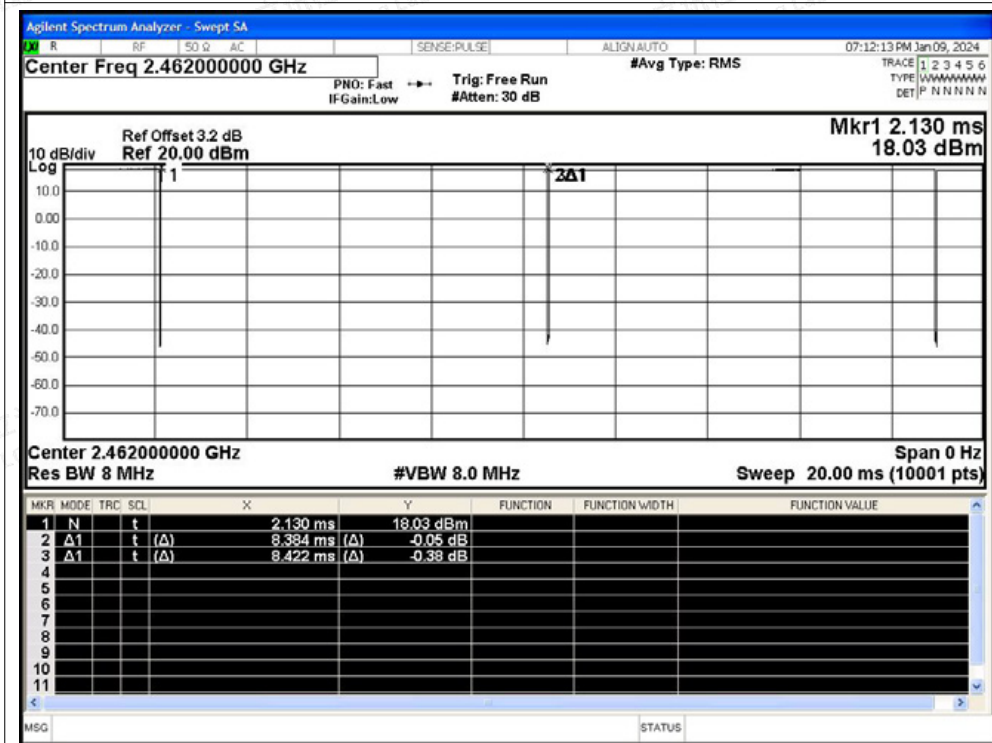 Agilent Spectrum Analyzer - Swept SA
LXI R RF 50 Ω AC SENSE:PULSE ALIGN AUTO 07:12:13 PM Jan 09, 2024
Center Freq 2.462000000 GHz #Avg Type: RMS TRACE 1 2 3 4 5 6
PNO: Fast Trig: Free Run TYPE WWWWWW
IFGain:Low #Atten: 30 dB DET P N N N N N
Mkr1 2.130 ms
Ref Offset 3.2 dB
10 dB/div Ref 20.00 dBm 18.03 dBm
Log
1 2Δ1
10.0
0.00
-10.0
-20.0
-30.0
-40.0
-50.0
-60.0
-70.0
Center 2.462000000 GHz Span 0 Hz
Res BW 8 MHz #VBW 8.0 MHz Sweep 20.00 ms (10001 pts)
MKR MODE TRC SCL X Y FUNCTION FUNCTION WIDTH FUNCTION VALUE
1 N t 2.130 ms 18.03 dBm
2 Δ1 t (Δ) 8.384 ms (Δ) -0.05 dB
3 Δ1 t (Δ) 8.422 ms (Δ) -0.38 dB
4
5
6
7
8
9
10
11
MSG STATUS